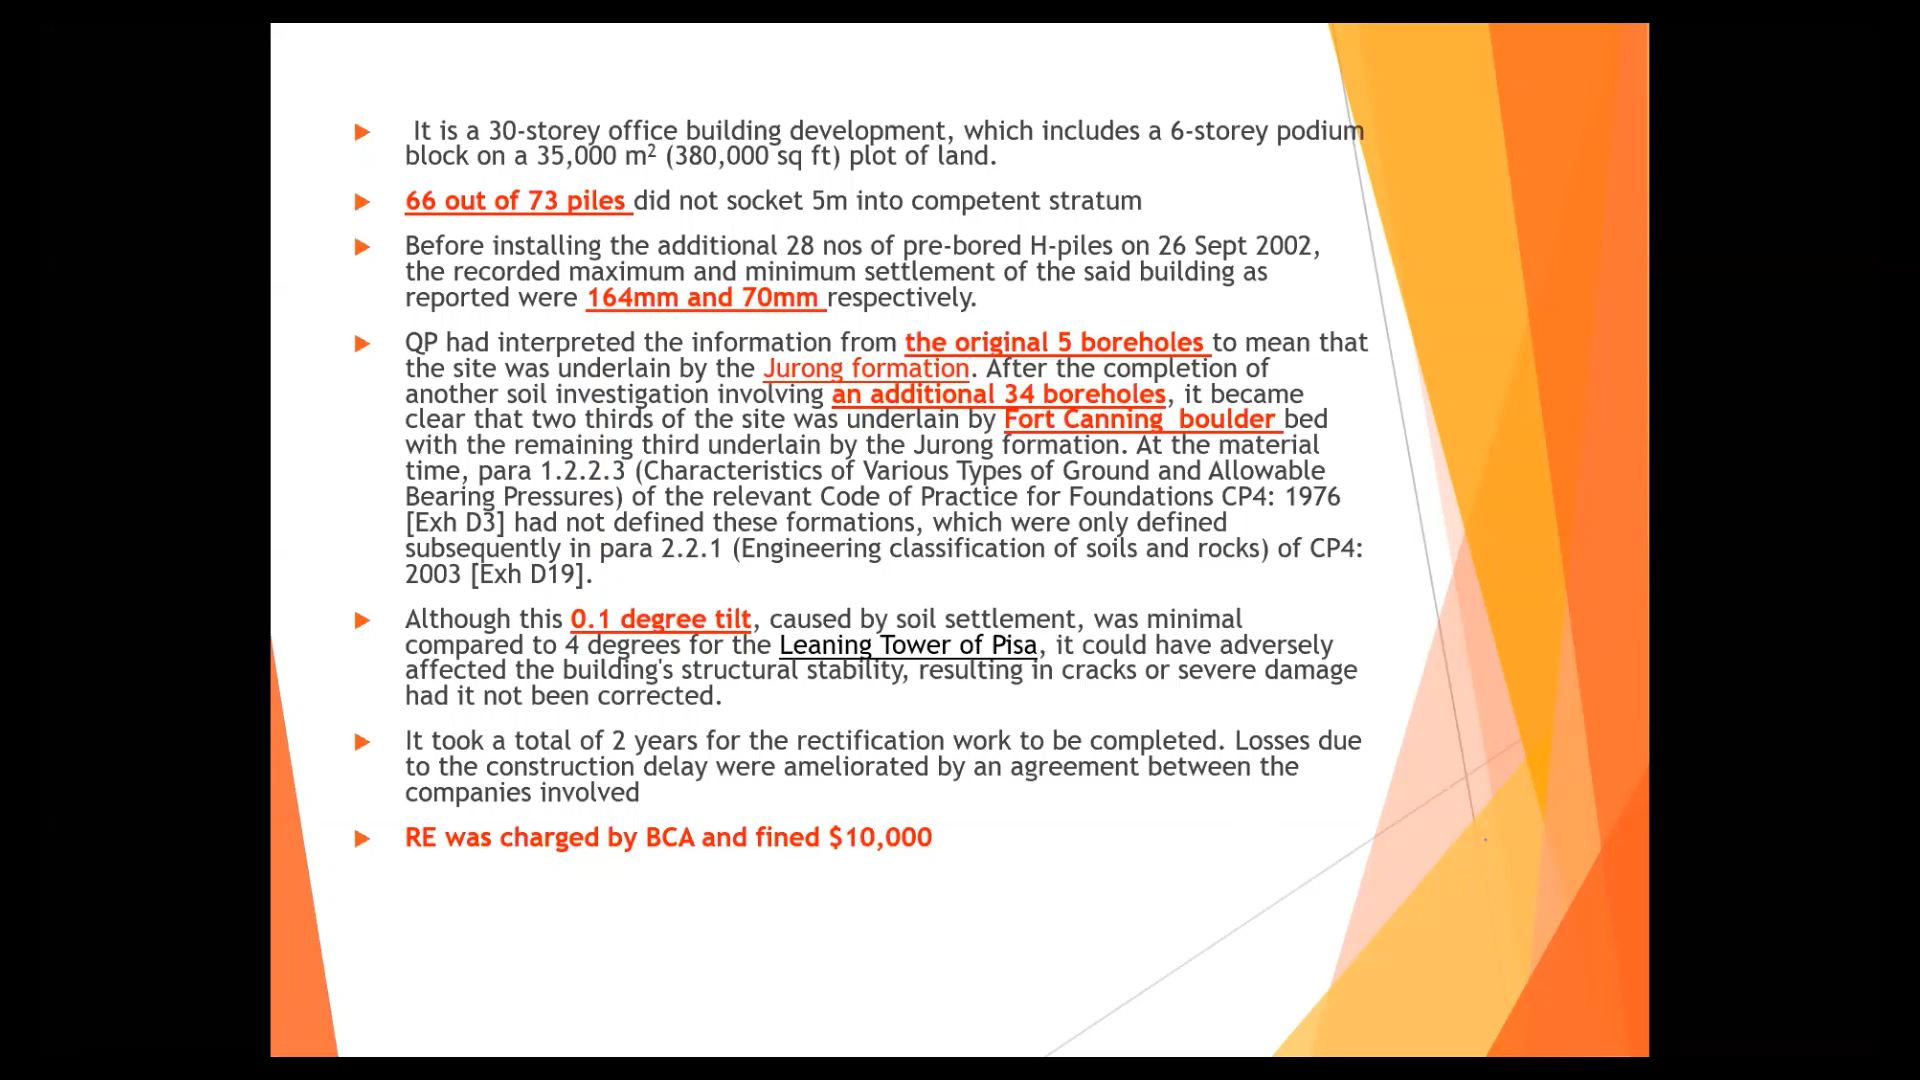 It is a 30-storey office building development, which includes a 6-storey podium
block on a 35,000 m² (380,000 sq ft) plot of land.
66 out of 73 piles did not socket 5m into competent stratum
Before installing the additional 28 nos of pre-bored H-piles on 26 Sept 2002,
the recorded maximum and minimum settlement of the said building as
reported were 164mm and 70mm respectively.
QP had interpreted the information from the original 5 boreholes to mean that
the site was underlain by the Jurong formation. After the completion of
another soil investigation involving an additional 34 boreholes, it became
clear that two thirds of the site was underlain by Fort Canning boulder bed
with the remaining third underlain by the Jurong formation. At the material
time, para 1.2.2.3 (Characteristics of Various Types of Ground and Allowable
Bearing Pressures) of the relevant Code of Practice for Foundations CP4: 1976
[Exh D3] had not defined these formations, which were only defined
subsequently in para 2.2.1 (Engineering classification of soils and rocks) of CP4:
2003 [Exh D19].
Although this 0.1 degree tilt, caused by soil settlement, was minimal
compared to 4 degrees for the Leaning Tower of Pisa, it could have adversely
affected the building's structural stability, resulting in cracks or severe damage
had it not been corrected.
It took a total of 2 years for the rectification work to be completed. Losses due
to the construction delay were ameliorated by an agreement between the
companies involved
RE was charged by BCA and fined $10,000